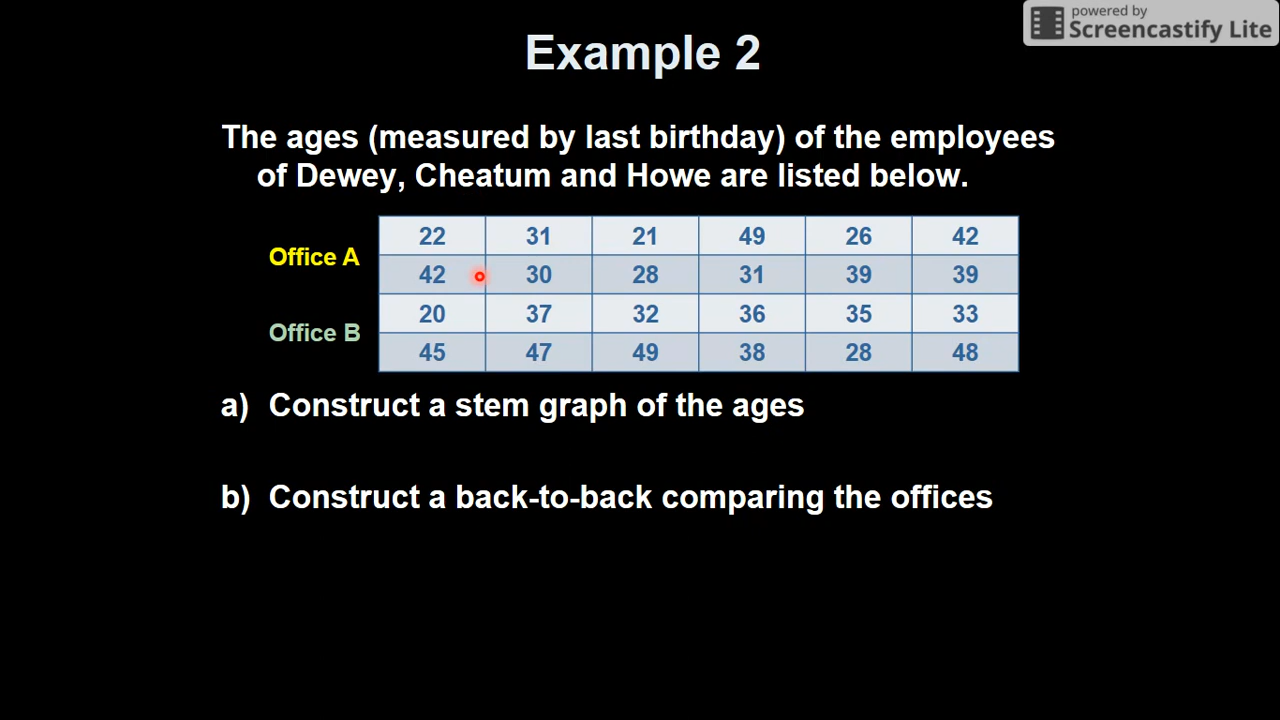 powered by
Screencastify Lite
Example 2
The ages (measured by last birthday) of the employees
of Dewey, Cheatum and Howe are listed below.
Office A
22 31 21 49 26 42
42 30 28 31 39 39
Office B
20 37 32 36 35 33
45 47 49 38 28 48
a) Construct a stem graph of the ages
b) Construct a back-to-back comparing the offices